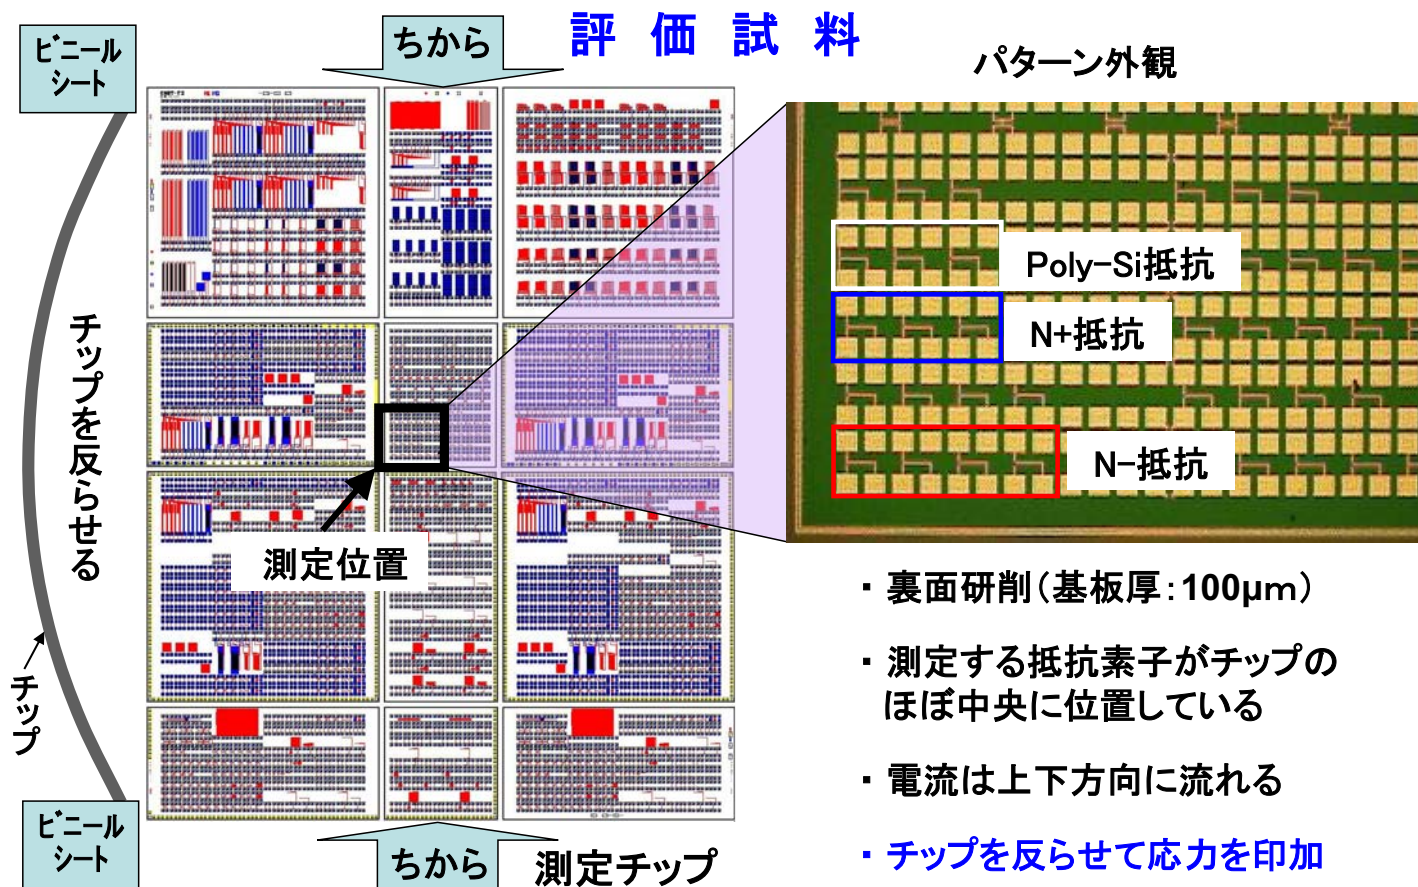 評 価 試 料
ビニール
シート
ちから
パターン外観
Poly-Si抵抗
N+抵抗
N-抵抗
チップを反らせる
測定位置
チップ
・ 裏面研削(基板厚:100μm)
・ 測定する抵抗素子がチップの
ほぼ中央に位置している
・ 電流は上下方向に流れる
・ チップを反らせて応力を印加
ビニール
シート
ちから
測定チップ